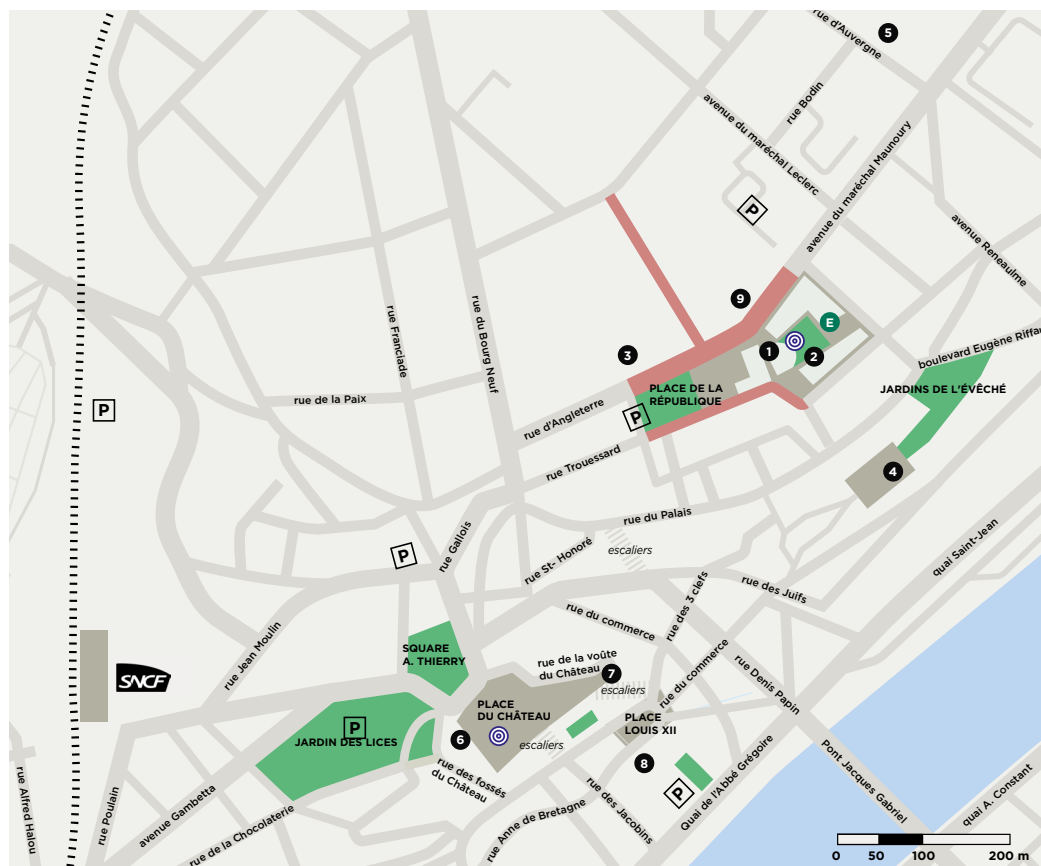 rue d'Auvergne
5
rue Bodin
avenue du maréchal Leclerc
avenue du maréchal Maunoury
P
avenue Reneaulme
9
E
1
2
3
boulevard Eugène Riffau
rue Franciade
rue du Bourg Neuf
PLACE DE LA
RÉPUBLIQUE
JARDINS DE L'ÉVÊCHÉ
rue de la Paix
P
rue d'Angleterre
P
rue Trouessard
4
rue du Palais
quai Saint-Jean
P
rue Gallois
rue St- Honoré
escaliers
rue des 3 clefs
rue des Juifs
rue du commerce
rue Jean Moulin
SQUARE
A. THIERRY
SNCF
rue de la voûte
du Château
7
escaliers
rue du commerce
rue Denis Papin
PLACE
DU CHÂTEAU
PLACE
LOUIS XII
P
JARDIN DES LICES
6
escaliers
8
rue des fossés
du Château
P
Quai de l'Abbé Grégoire
Pont Jacques Gabriel
quai A. Constant
rue Alfred Halou
rue Poulain
avenue Gambetta
rue de la Chocolaterie
rue Anne de Bretagne
rue des Jacobins
0 50 100 200 m